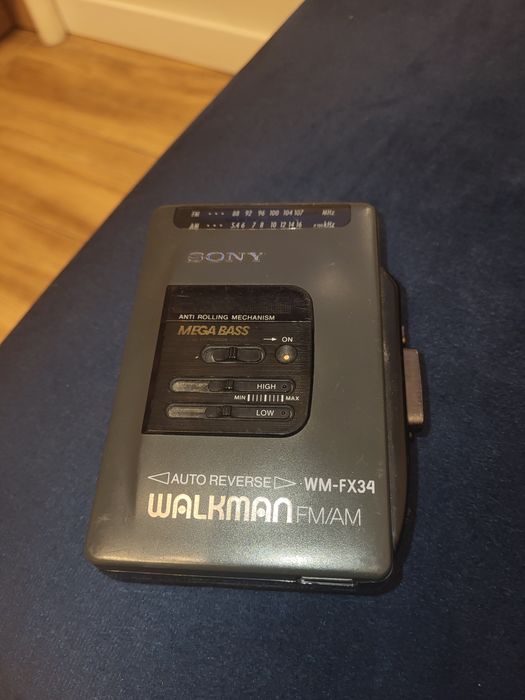 FM ••• 88 92 96 100 104 107 MHz
AM ••• 5.4 6 7 8 10 12 14 16
SONY
ANTI ROLLING MECHANISM
MEGA BASS
→ ON
HIGH
MIN MAX
LOW
◁ AUTO REVERSE ▷ WM-FX34
WALKMAN FM/AM